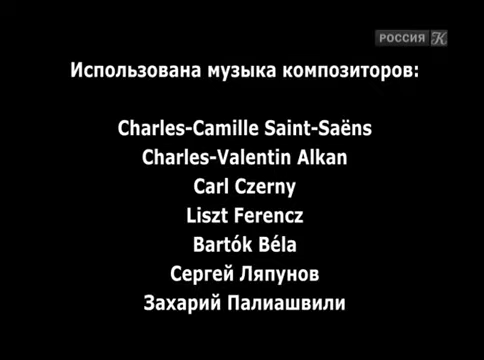 РОССИЯ К
Использована музыка композиторов:
Charles-Camille Saint-Saëns
Charles-Valentin Alkan
Carl Czerny
Liszt Ferencz
Bartók Béla
Сергей Ляпунов
Захарий Палиашвили